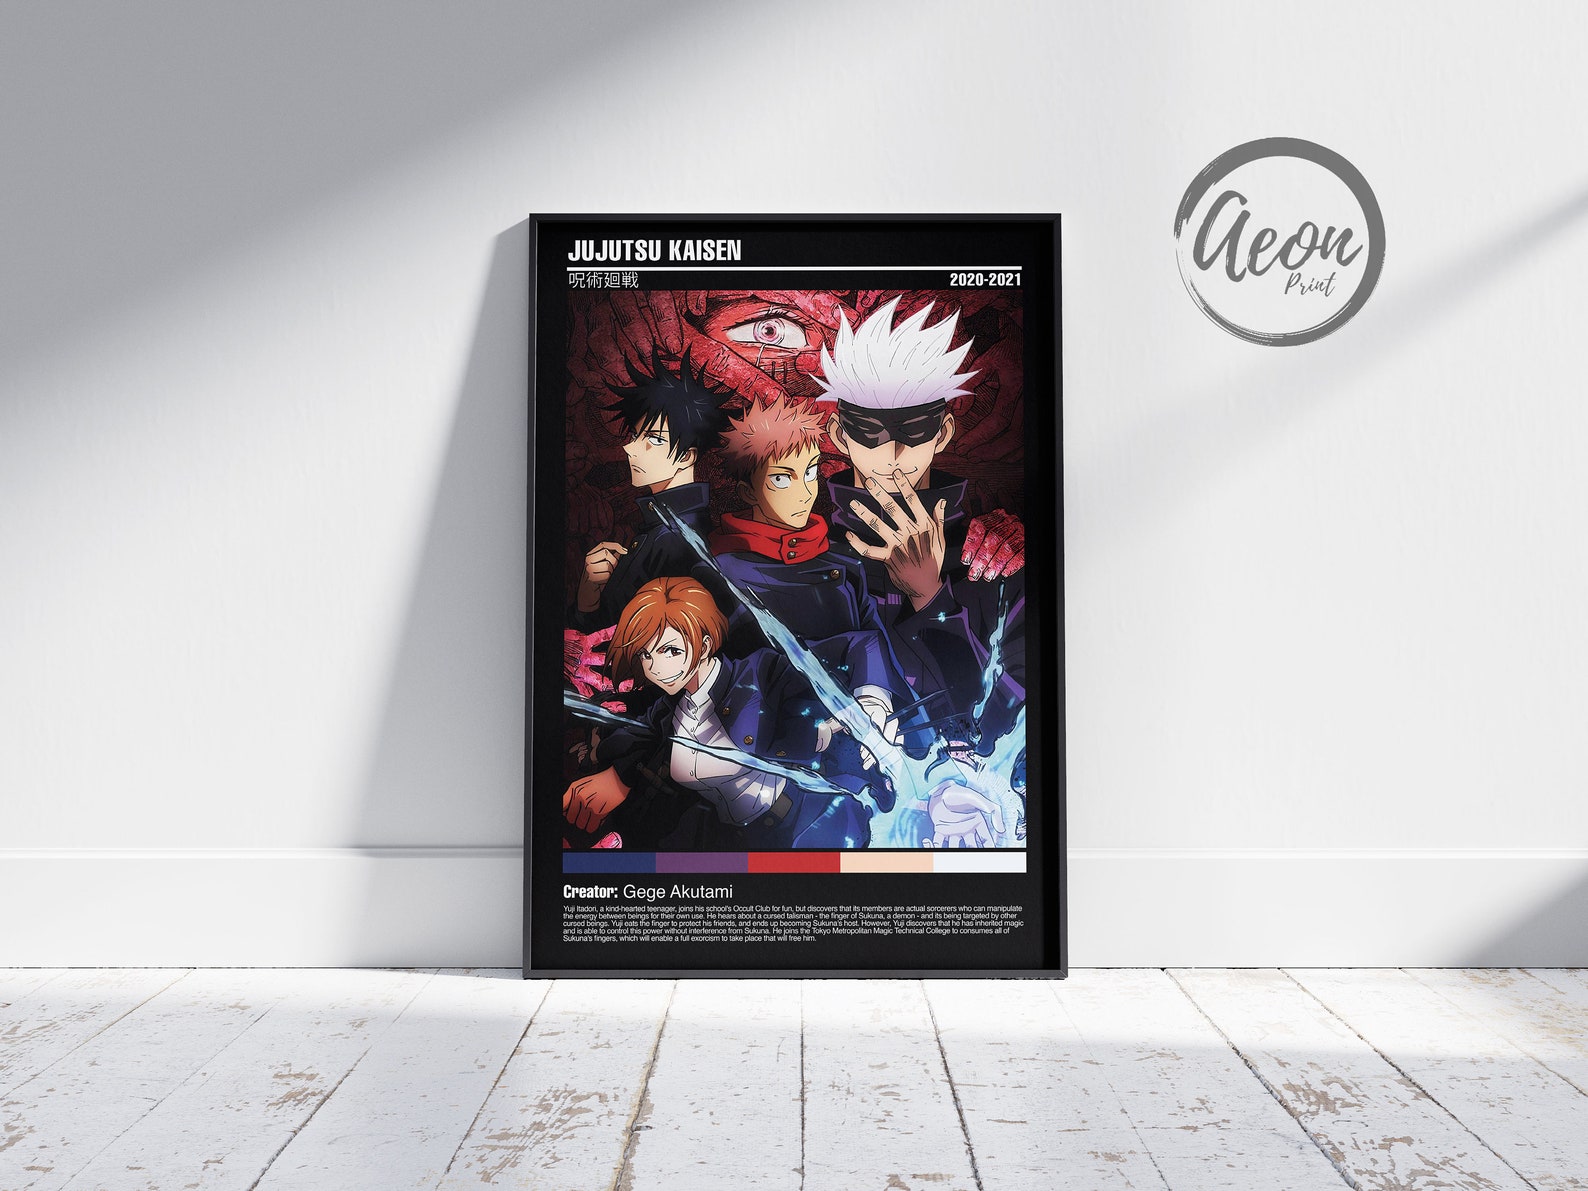 JUJUTSU KAISEN
呪術廻戦
2020-2021
Creator: Gege Akutami
Yuji Itadori, a kind-hearted teenager, joins his school's Occult Club for fun, but discovers that its members are actual sorcerers who can manipulate
the energy between beings for their own use. He hears about a cursed talisman - the finger of Sukuna, a demon - and its being targeted by other
cursed beings. Yuji eats the finger to protect his friends, and ends up becoming Sukuna's host. However, Yuji discovers that he has inherited magic
and is able to control this power without interference from Sukuna. He joins the Tokyo Metropolitan Magic Technical College to consumes all of
Sukuna's fingers, which will enable a full exorcism to take place that will free him.
aeon
Print